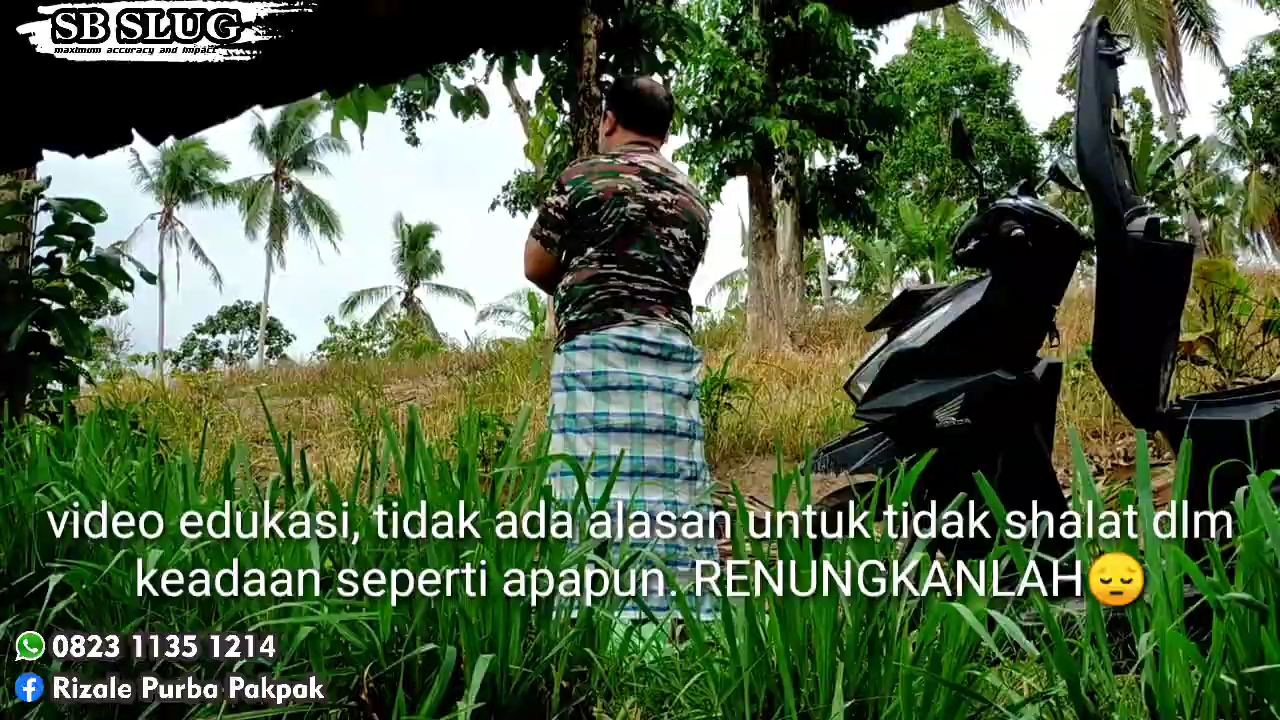 SB SLUG
maximum accuracy and impact
HONDA
video edukasi, tidak ada alasan untuk tidak shalat dlm
keadaan seperti apapun. RENUNGKANLAH😔
0823 1135 1214
Rizale Purba Pakpak